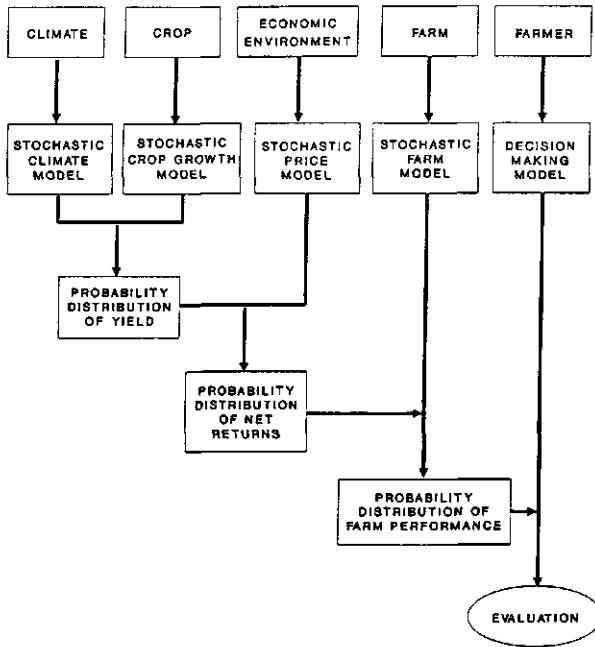 CLIMATE
CROP
ECONOMIC
ENVIRONMENT
FARM
FARMER
STOCHASTIC
CLIMATE
MODEL
STOCHASTIC
CROP GROWTH
MODEL
STOCHASTIC
PRICE
MODEL
STOCHASTIC
FARM
MODEL
DECISION
MAKING
MODEL
PROBABILITY
DISTRIBUTION
OF YIELD
PROBABILITY
DISTRIBUTION
OF NET
RETURNS
PROBABILITY
DISTRIBUTION OF
FARM PERFORMANCE
EVALUATION